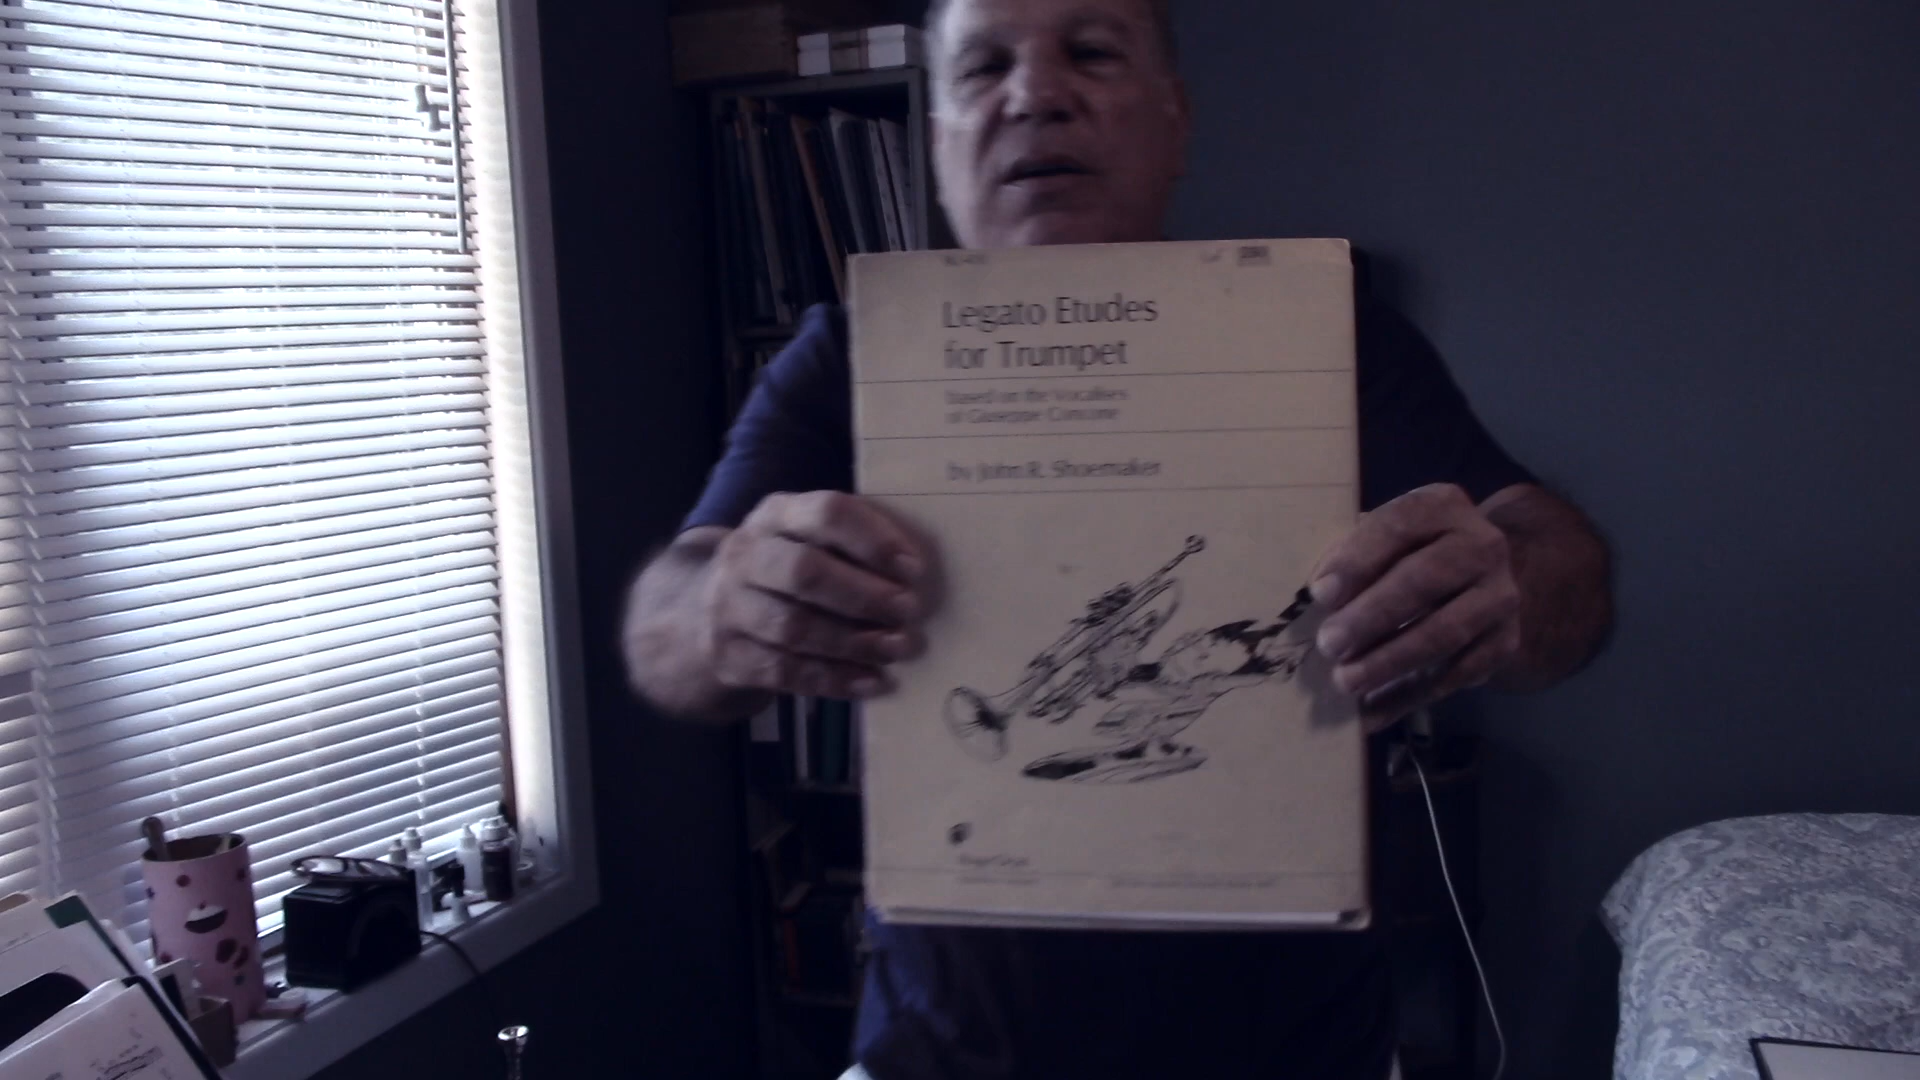 Legato Etudes
for Trumpet
based on the Vocalises
of Giuseppe Concone
by John R. Shoemaker